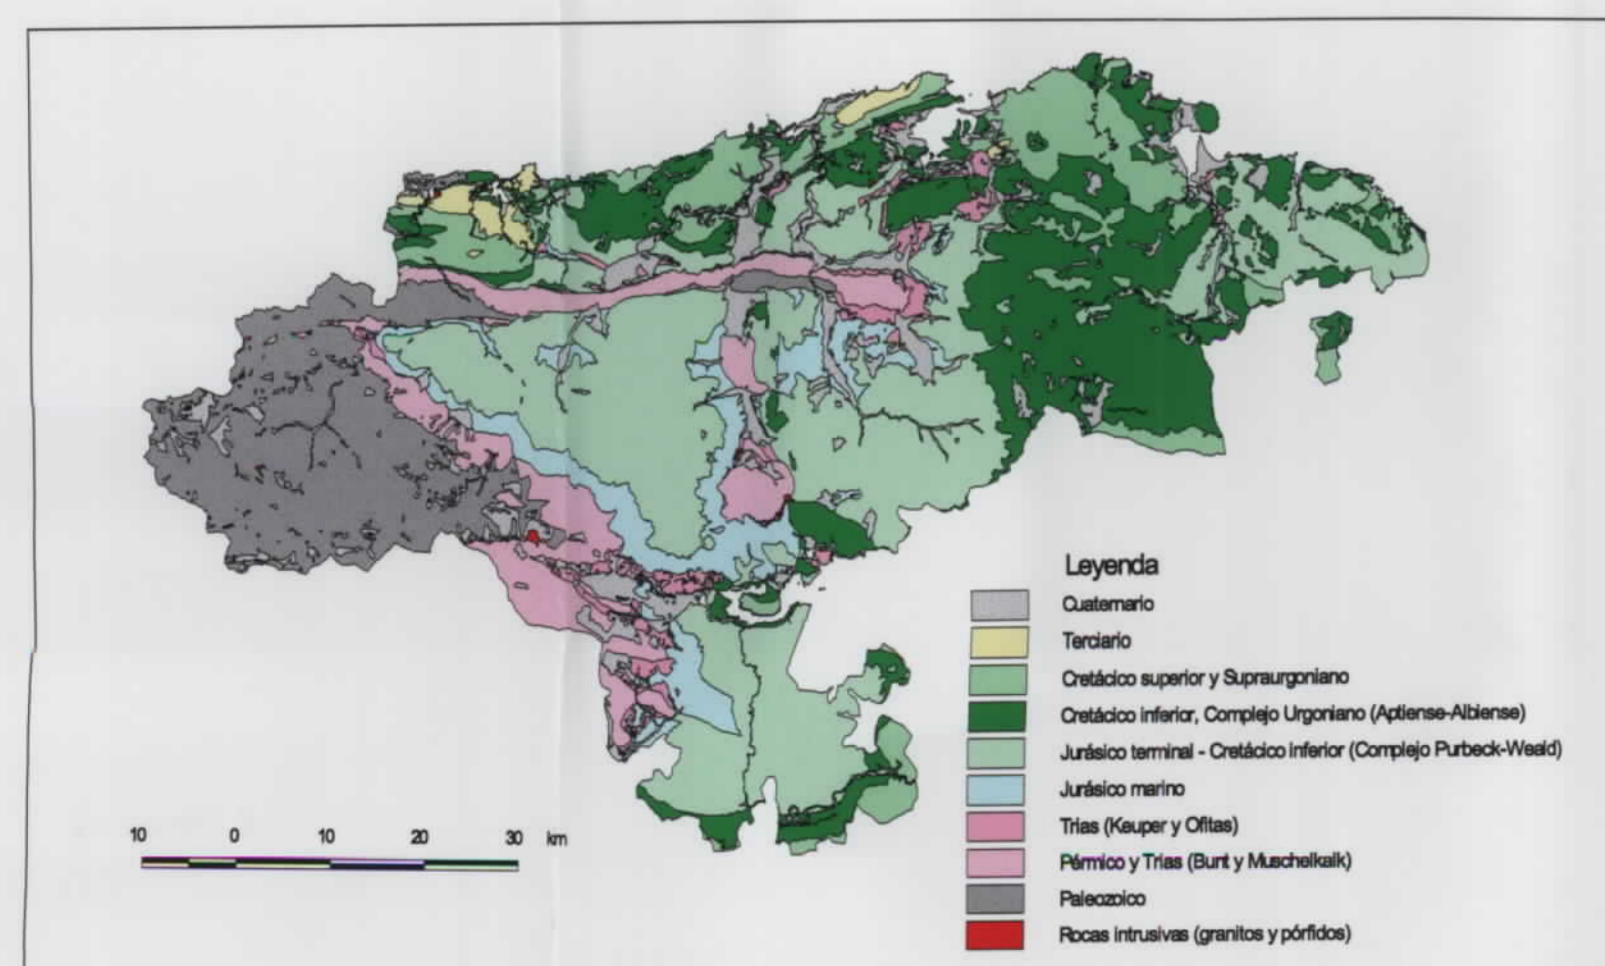 Leyenda
Cuaternario
Terciario
Cretácico superior y Supraurgoniano
Cretácico inferior, Complejo Urgoniano (Aptiense-Albiense)
Jurásico terminal - Cretácico inferior (Complejo Purbeck-Weald)
Jurásico marino
Trias (Keuper y Ofitas)
Pérmico y Trias (Bunt y Muschelkalk)
Paleozoico
Rocas intrusivas (granitos y pórfidos)
10 0 10 20 30 km